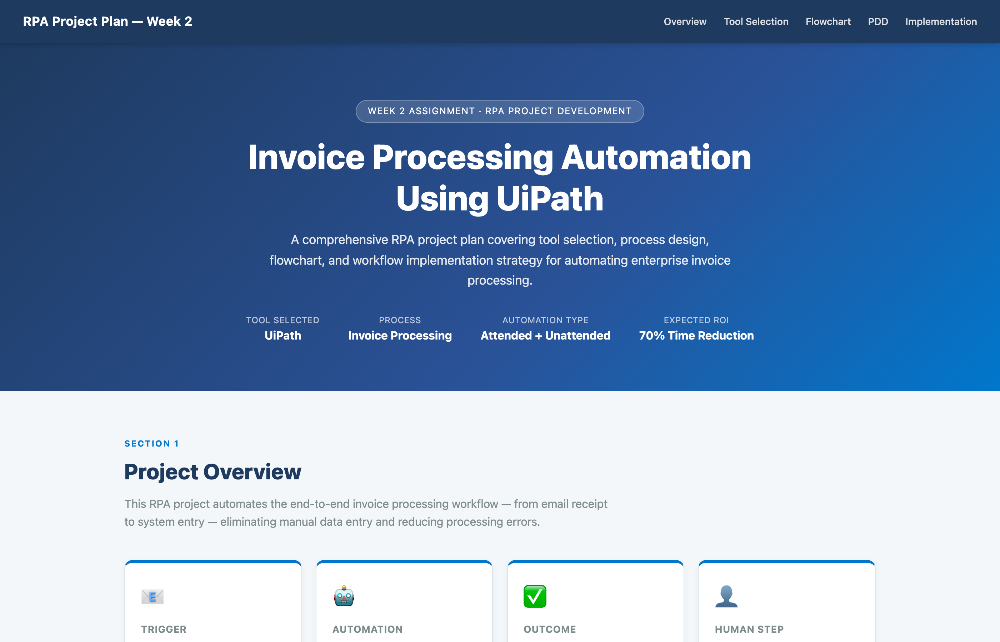 RPA Project Plan — Week 2
Overview Tool Selection Flowchart PDD Implementation
WEEK 2 ASSIGNMENT · RPA PROJECT DEVELOPMENT
Invoice Processing Automation
Using UiPath
A comprehensive RPA project plan covering tool selection, process design,
flowchart, and workflow implementation strategy for automating enterprise invoice
processing.
TOOL SELECTED PROCESS AUTOMATION TYPE EXPECTED ROI
UiPath Invoice Processing Attended + Unattended 70% Time Reduction
SECTION 1
Project Overview
This RPA project automates the end-to-end invoice processing workflow — from email receipt
to system entry — eliminating manual data entry and reducing processing errors.
TRIGGER AUTOMATION OUTCOME HUMAN STEP